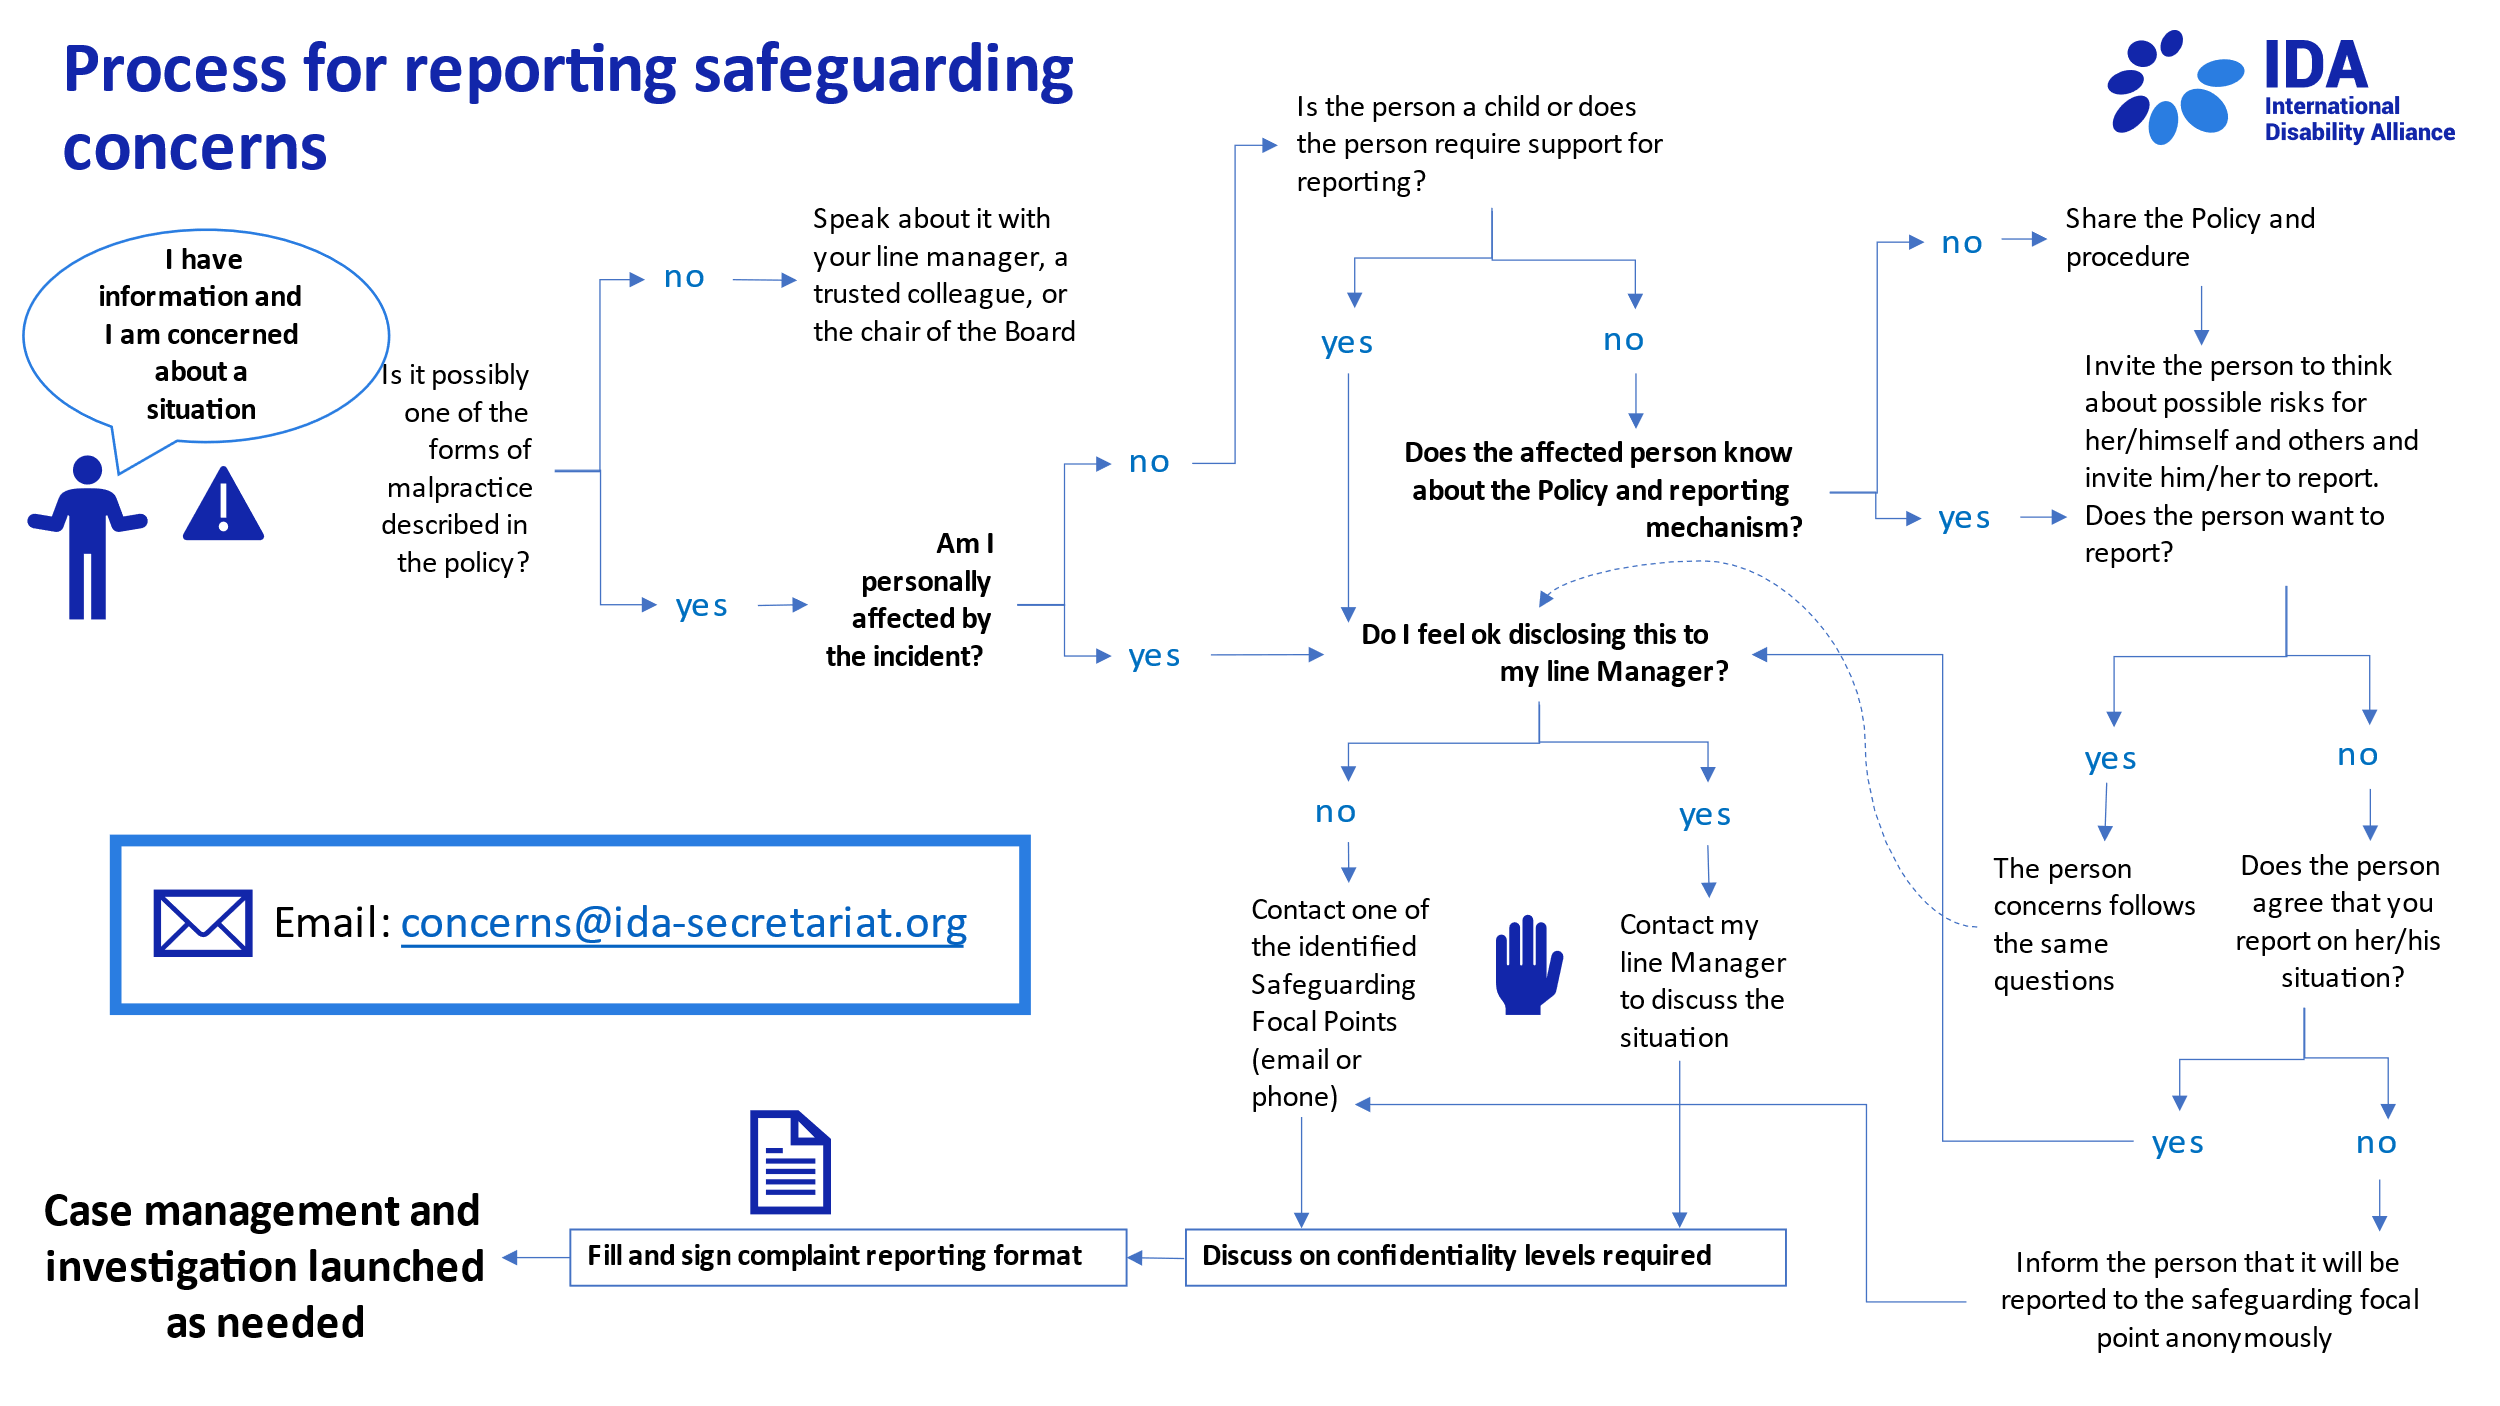 Process for reporting safeguarding
concerns
IDA
International
Disability Alliance
I have
information and
I am concerned
about a
situation
Is it possibly
one of the
forms of
malpractice
described in
the policy?
no
Speak about it with
your line manager, a
trusted colleague, or
the chair of the Board
yes
Am I
personally
affected by
the incident?
no
yes
Is the person a child or does
the person require support for
reporting?
yes
no
Does the affected person know
about the Policy and reporting
mechanism?
no
Share the Policy and
procedure
yes
Invite the person to think
about possible risks for
her/himself and others and
invite him/her to report.
Does the person want to
report?
Do I feel ok disclosing this to
my line Manager?
no
yes
Contact one of
the identified
Safeguarding
Focal Points
(email or
phone)
Contact my
line Manager
to discuss the
situation
yes
no
The person
concerns follows
the same
questions
Does the person
agree that you
report on her/his
situation?
yes
no
Inform the person that it will be
reported to the safeguarding focal
point anonymously
Email: concerns@ida-secretariat.org
Discuss on confidentiality levels required
Fill and sign complaint reporting format
Case management and
investigation launched
as needed